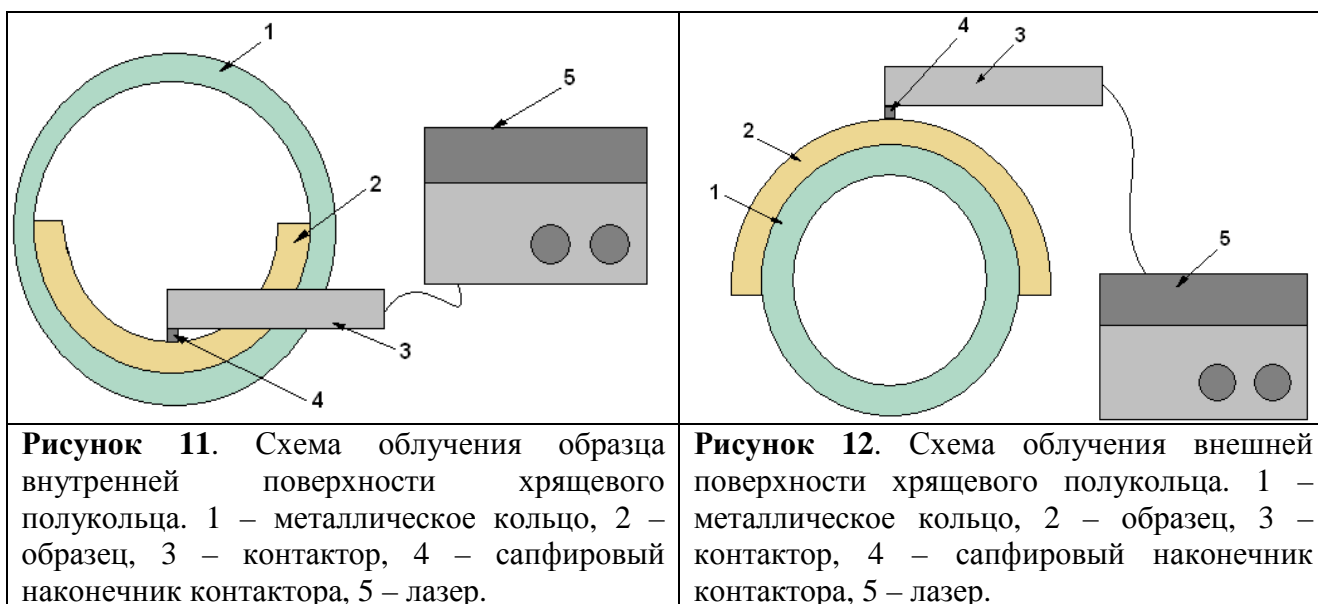 1
5
2
3
4
4
3
2
1
5
Рисунок 11. Схема облучения образца
внутренней поверхности хрящевого
полукольца. 1 – металлическое кольцо, 2 –
образец, 3 – контактор, 4 – сапфировый
наконечник контактора, 5 – лазер.
Рисунок 12. Схема облучения внешней
поверхности хрящевого полукольца. 1 –
металлическое кольцо, 2 – образец, 3 –
контактор, 4 – сапфировый наконечник
контактора, 5 – лазер.